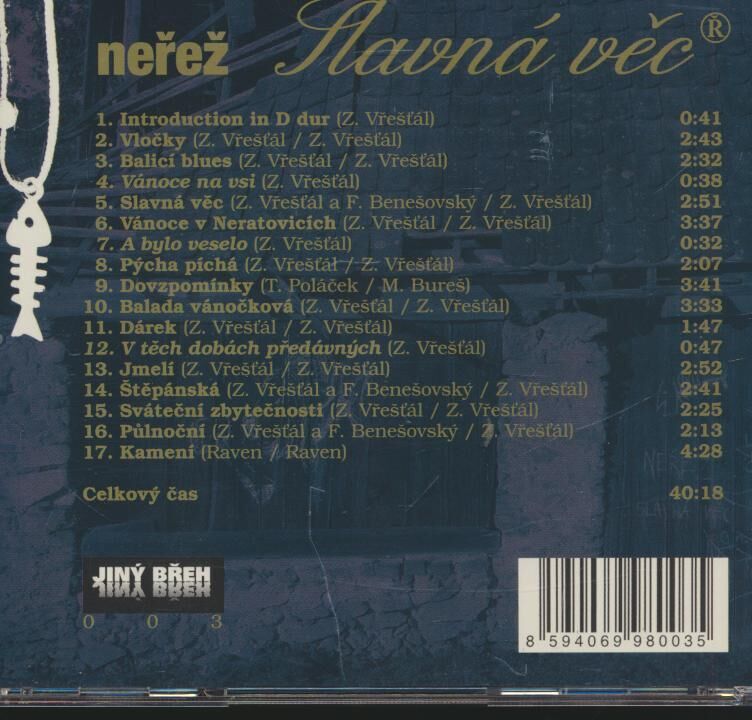 neřež Slavná věc Ř
1. Introduction in D dur (Z. Vřešťál) 0:41
2. Vločky (Z. Vřešťál / Z. Vřešťál) 2:43
3. Balicí blues (Z. Vřešťál / Z. Vřešťál) 2:32
4. Vánoce na vsi (Z. Vřešťál) 0:38
5. Slavná věc (Z. Vřešťál a F. Benešovský / Z. Vřešťál) 2:51
6. Vánoce v Neratovicích (Z. Vřešťál / Z. Vřešťál) 3:37
7. A bylo veselo (Z. Vřešťál) 0:32
8. Pýcha píchá (Z. Vřešťál / Z. Vřešťál) 2:07
9. Dovzpomínky (T. Poláček / M. Bureš) 3:41
10. Balada vánočková (Z. Vřešťál / Z. Vřešťál) 3:33
11. Dárek (Z. Vřešťál / Z. Vřešťál) 1:47
12. V těch dobách předávných (Z. Vřešťál) 0:47
13. Jmelí (Z. Vřešťál / Z. Vřešťál) 2:52
14. Štěpánská (Z. Vřešťál a F. Benešovský / Z. Vřešťál) 2:41
15. Sváteční zbytečnosti (Z. Vřešťál / Z. Vřešťál) 2:25
16. Půlnoční (Z. Vřešťál a F. Benešovský / Z. Vřešťál) 2:13
17. Kamení (Raven / Raven) 4:28
Celkový čas 40:18
JINÝ BŘEH
0 0 3
8 594069 980035